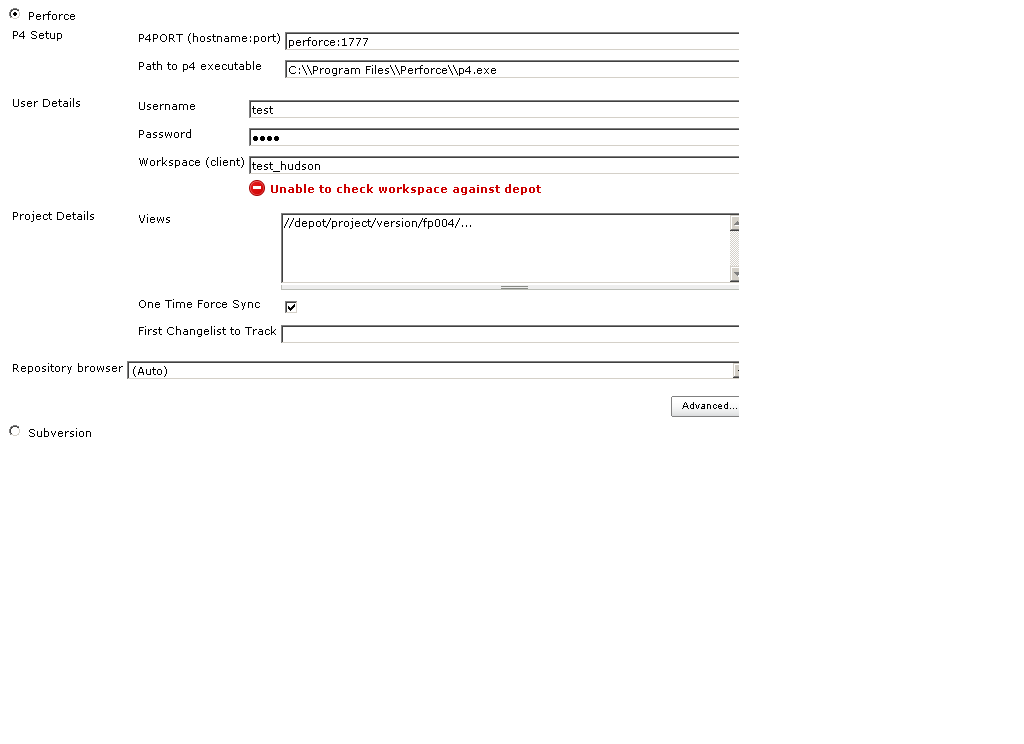 Perforce
P4 Setup
P4PORT (hostname:port)
perforce:1777
Path to p4 executable
C:\\Program Files\\Perforce\\p4.exe
User Details
Username
test
Password
••••
Workspace (client)
test_hudson
Unable to check workspace against depot
Project Details
Views
//depot/project/version/fp004/...
One Time Force Sync
First Changelist to Track
Repository browser
(Auto)
Advanced...
Subversion